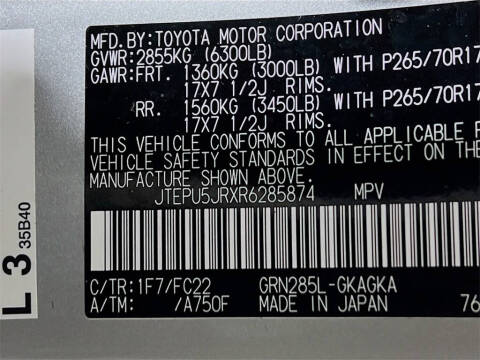 MFD.BY:TOYOTA MOTOR CORPORATION
GVWR:2855KG (6300LB)
GAWR:FRT. 1360KG (3000LB) WITH P265/70R17
17X7 1/2J RIMS.
RR. 1560KG (3450LB) WITH P265/70R17
17X7 1/2J RIMS.
THIS VEHICLE CONFORMS TO ALL APPLICABLE
VEHICLE SAFETY STANDARDS IN EFFECT ON
MANUFACTURE SHOWN ABOVE.
JTEPU5JRXR6285874 MPV
C/TR:1F7/FC22 GRN285L-GKAGKA
A/TM: /A750F MADE IN JAPAN 76
L 3 35B40